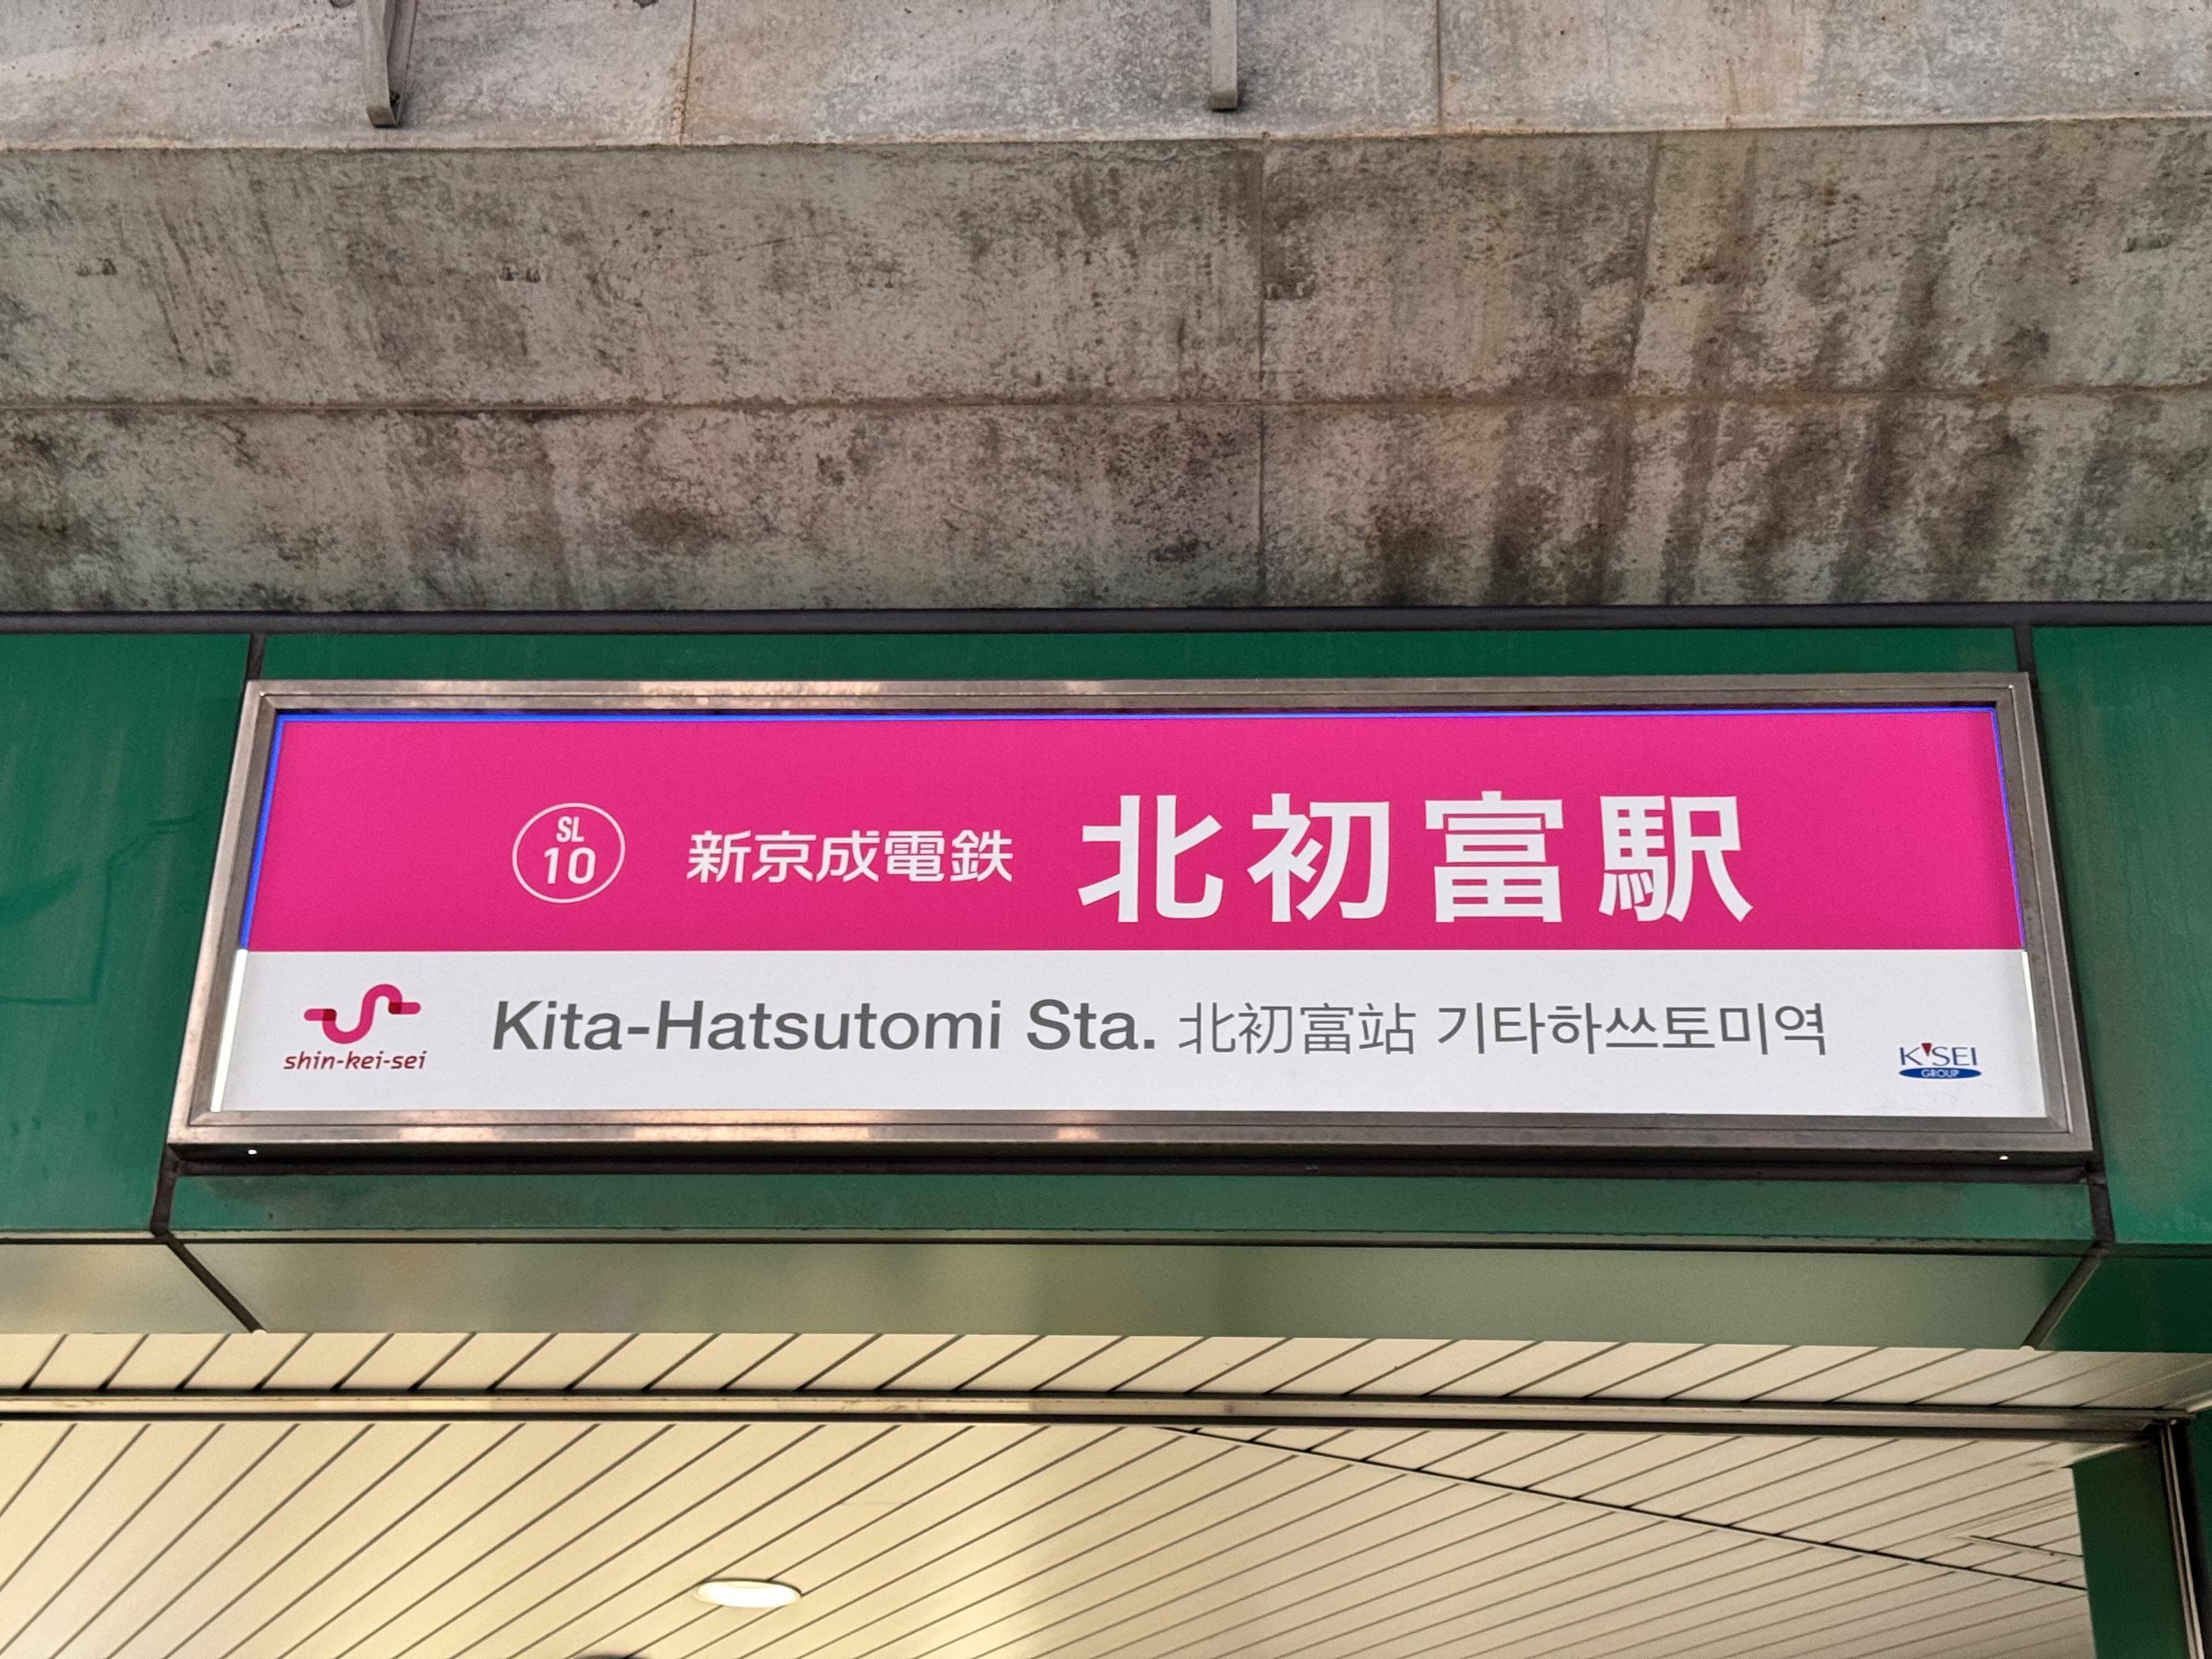 SL
10
新京成電鉄 北初富駅
shin-kei-sei
Kita-Hatsutomi Sta. 北初富站 기타하쓰토미역
K'SEI
GROUP